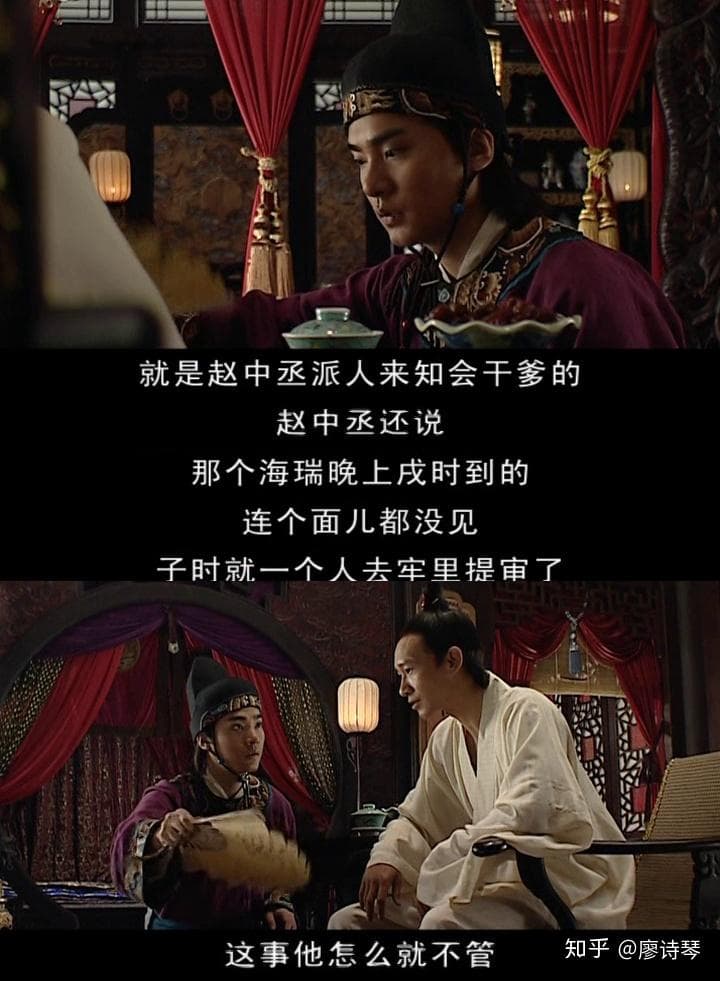 就是赵中丞派人来知会干爹的
赵中丞还说
那个海瑞晚上戌时到的
连个面儿都没见
子时就一个人去牢里提审了
这事他怎么就不管
知乎 @廖诗琴